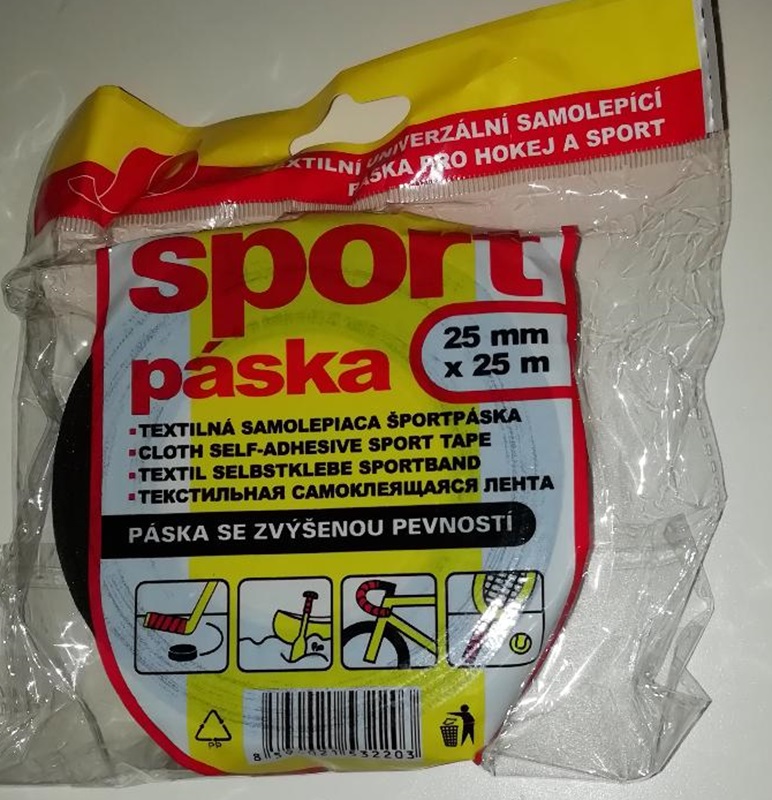 TEXTILNÍ UNIVERZÁLNÍ SAMOLEPÍCÍ
PÁSKA PRO HOKEJ A SPORT
sport
páska
25 mm
x 25 m
TEXTILNÁ SAMOLEPIACA ŠPORTPÁSKA
CLOTH SELF-ADHESIVE SPORT TAPE
TEXTIL SELBSTKLEBE SPORTBAND
ТЕКСТИЛЬНАЯ САМОКЛЕЯЩАЯСЯ ЛЕНТА
PÁSKA SE ZVÝŠENOU PEVNOSTÍ
PP